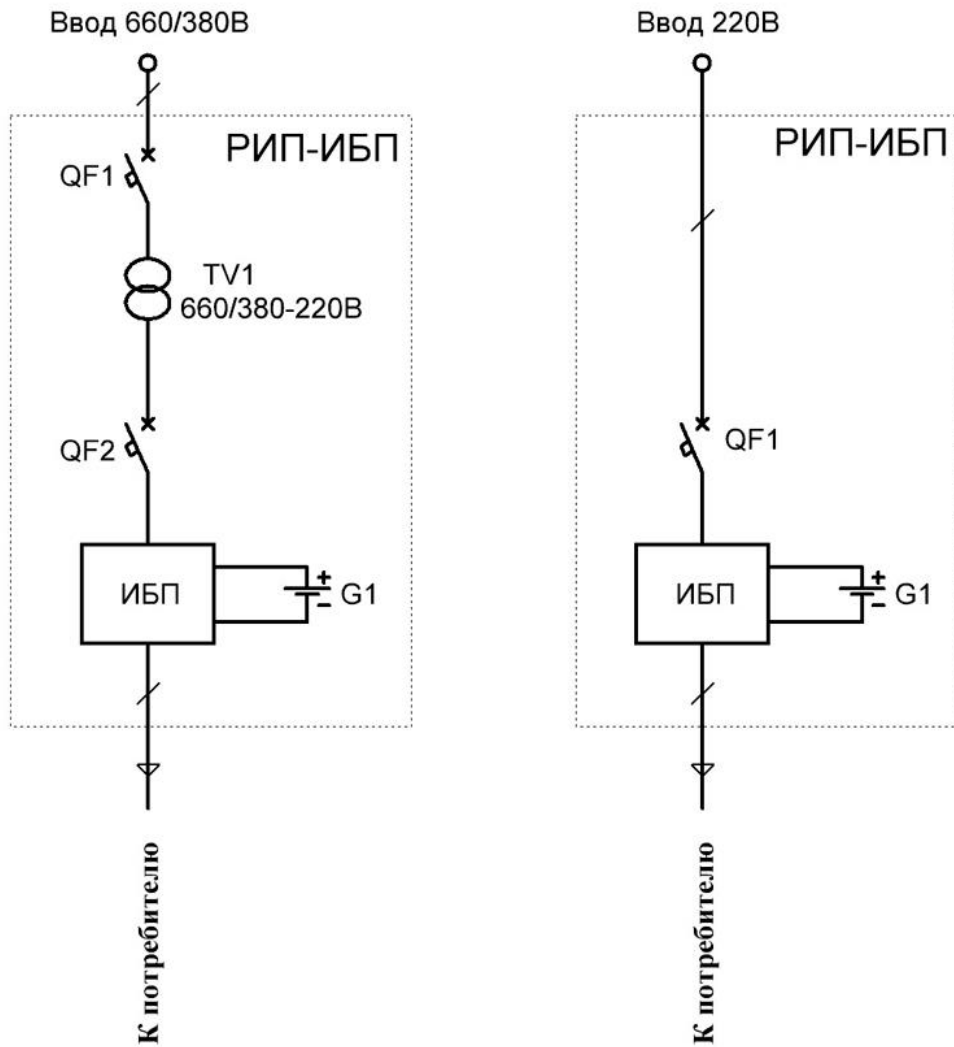 Ввод 660/380В
РИП-ИБП
QF1
TV1
660/380-220В
QF2
ИБП
+
−
G1
К потребителю
Ввод 220В
РИП-ИБП
QF1
ИБП
+
−
G1
К потребителю